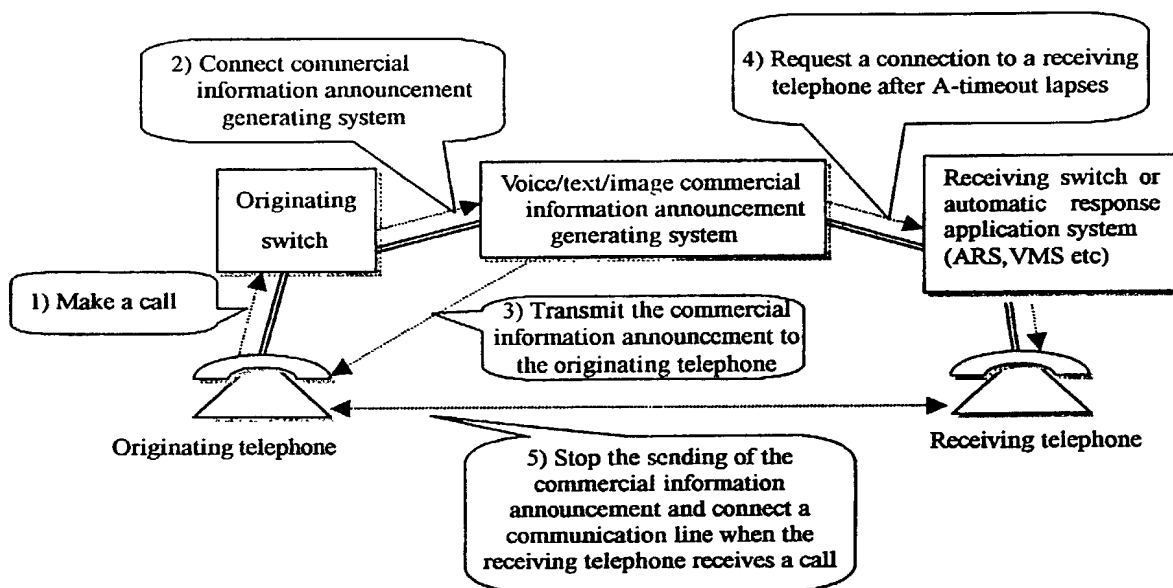 2) Connect commercial
information announcement
generating system
4) Request a connection to a receiving
telephone after A-timeout lapses
Originating
switch
Voice/text/image commercial
information announcement
generating system
Receiving switch or
automatic response
application system
(ARS,VMS etc)
1) Make a call
3) Transmit the commercial
information announcement to
the originating telephone
Originating telephone
Receiving telephone
5) Stop the sending of the
commercial information
announcement and connect a
communication line when the
receiving telephone receives a call